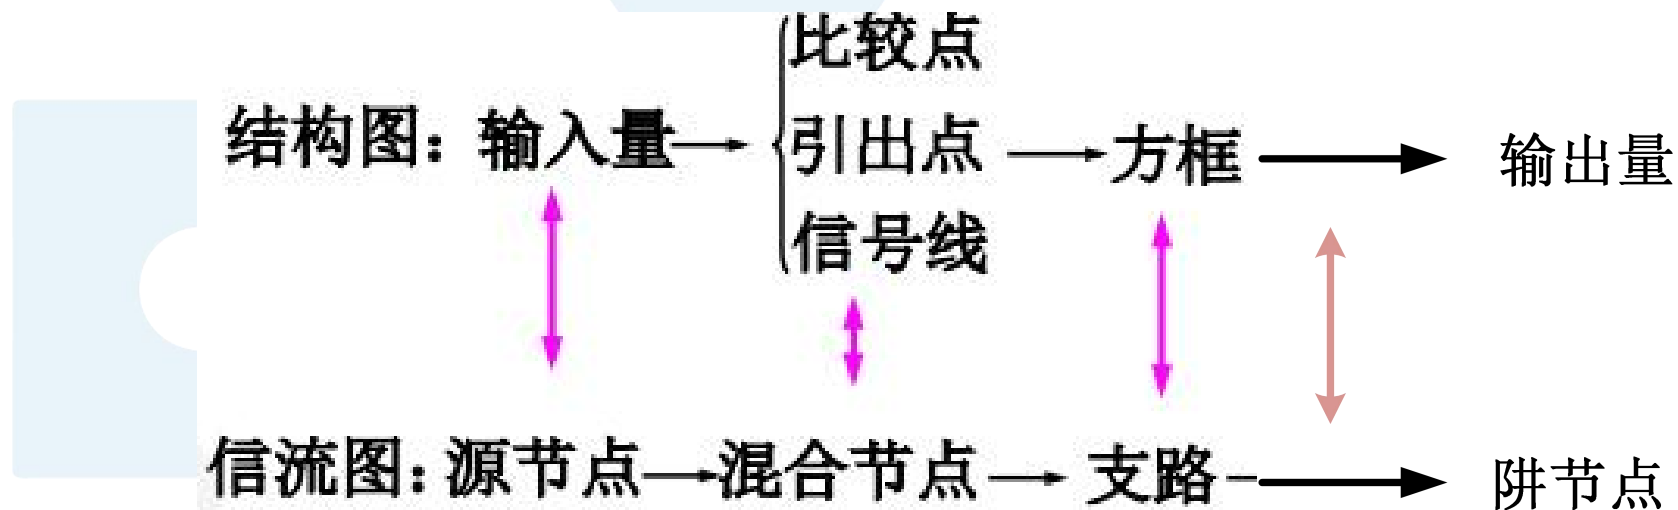 比较点
结构图：输入量 引出点 方框 输出量
信号线
信流图：源节点 混合节点 支路 阱节点